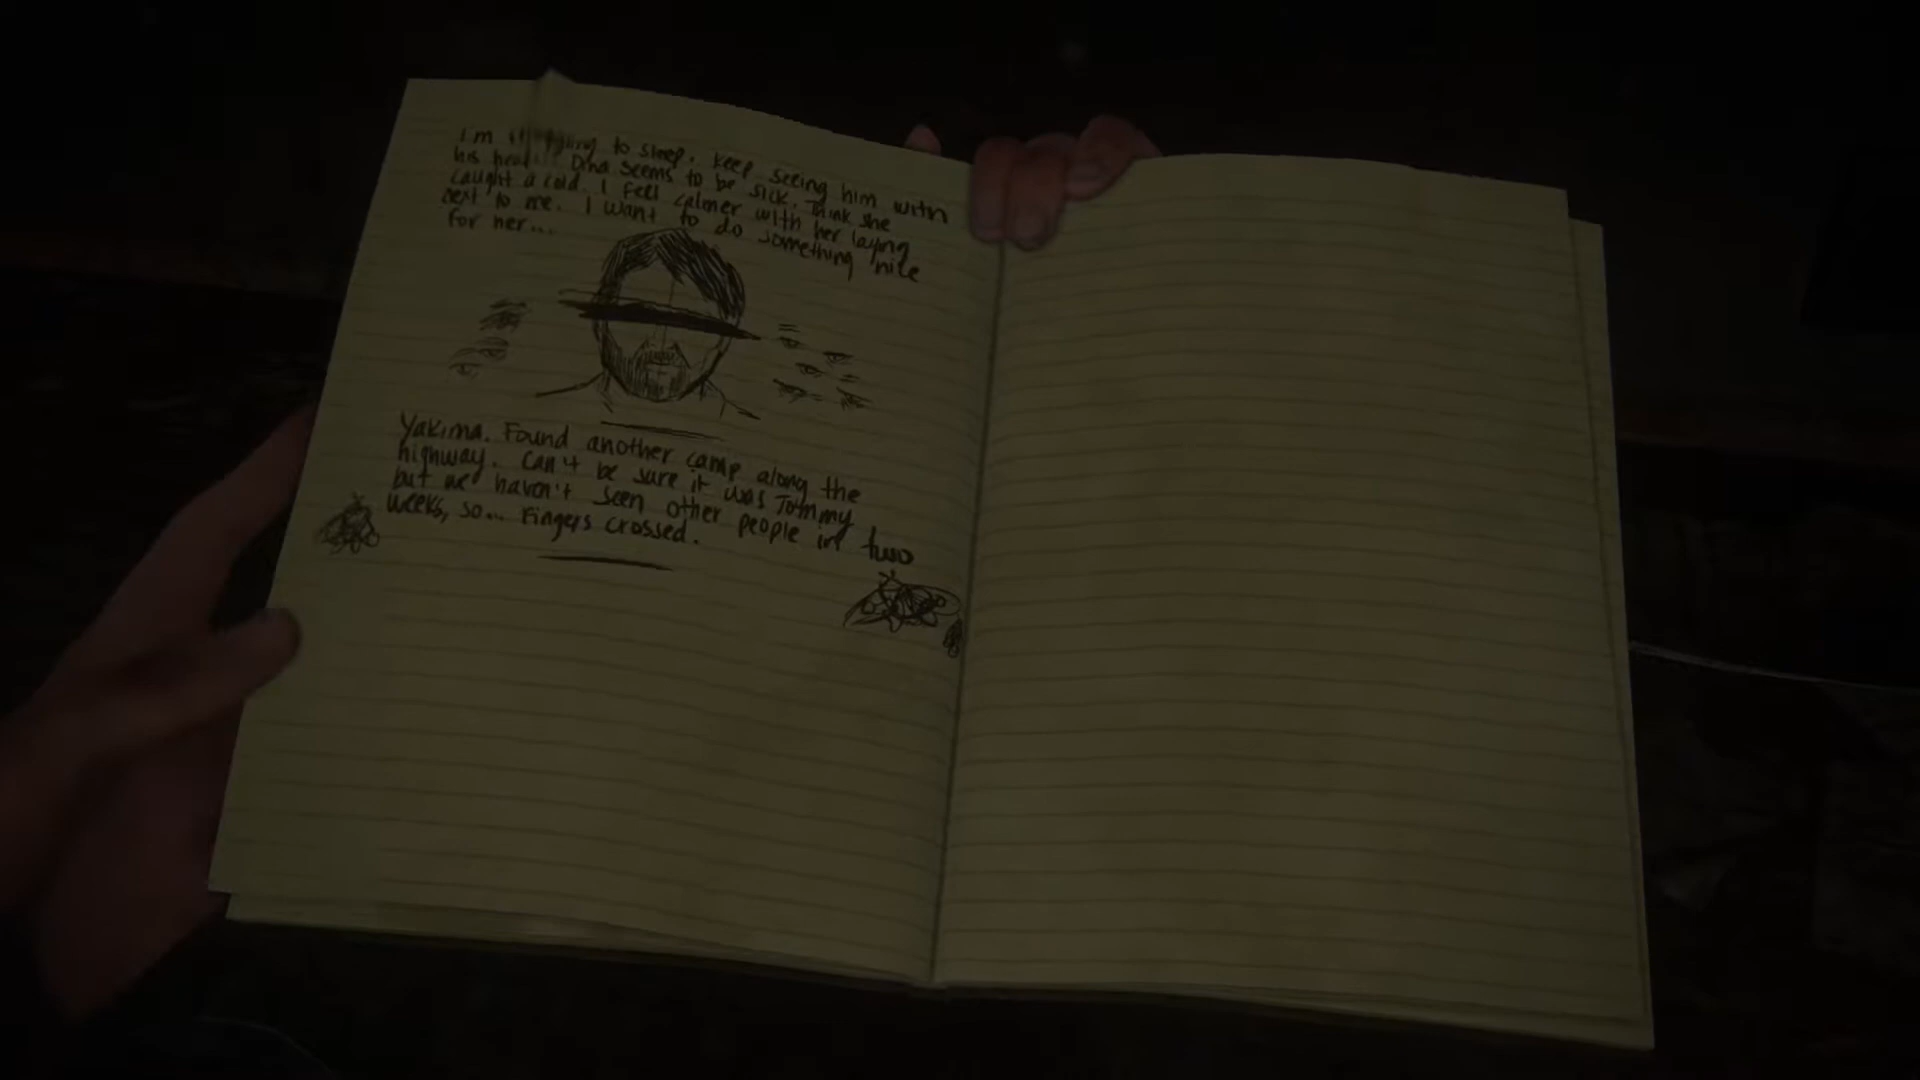 I'm to sleep. Keep seeing him with
his Dina seems to be sick. Think she
caught a cold. I feel calmer with her laying
next to me. I want to do something nice
for her...
Yakima. Found another camp along the
highway. Can't be sure it was Tommy
but we haven't seen other people in two
weeks, so... Fingers crossed.